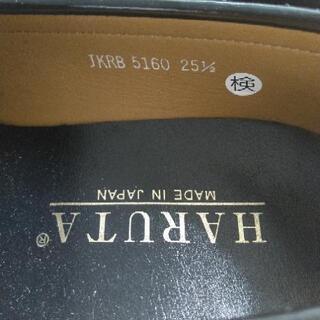 JKRB 5160 25½
検
HARUTA®
MADE IN JAPAN